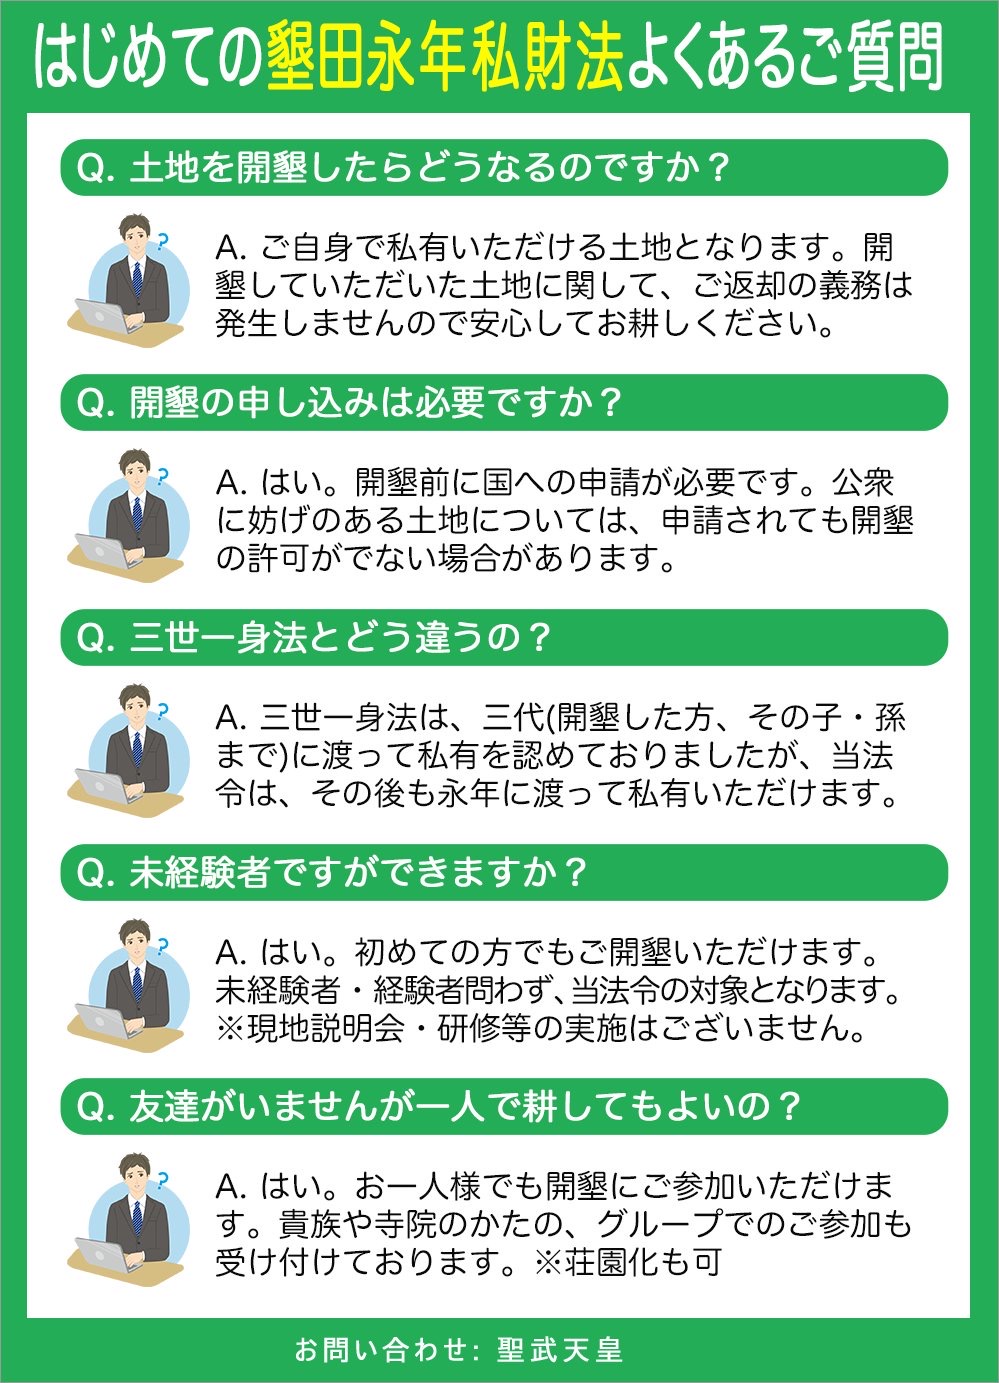 はじめての墾田永年私財法よくあるご質問
Q. 土地を開墾したらどうなるのですか？
?
A. ご自身で私有いただける土地となります。開
墾していただいた土地に関して、ご返却の義務は
発生しませんので安心してお耕しください。
Q. 開墾の申し込みは必要ですか？
?
A. はい。開墾前に国への申請が必要です。公衆
に妨げのある土地については、申請されても開墾
の許可がでない場合があります。
Q. 三世一身法とどう違うの？
?
A. 三世一身法は、三代(開墾した方、その子・孫
まで)に渡って私有を認めておりましたが、当法
令は、その後も永年に渡って私有いただけます。
Q. 未経験者ですができますか？
?
A. はい。初めての方でもご開墾いただけます。
未経験者・経験者問わず、当法令の対象となります。
※現地説明会・研修等の実施はございません。
Q. 友達がいませんが一人で耕してもよいの？
?
A. はい。お一人様でも開墾にご参加いただけま
す。貴族や寺院のかたの、グループでのご参加も
受け付けております。※荘園化も可
お問い合わせ: 聖武天皇